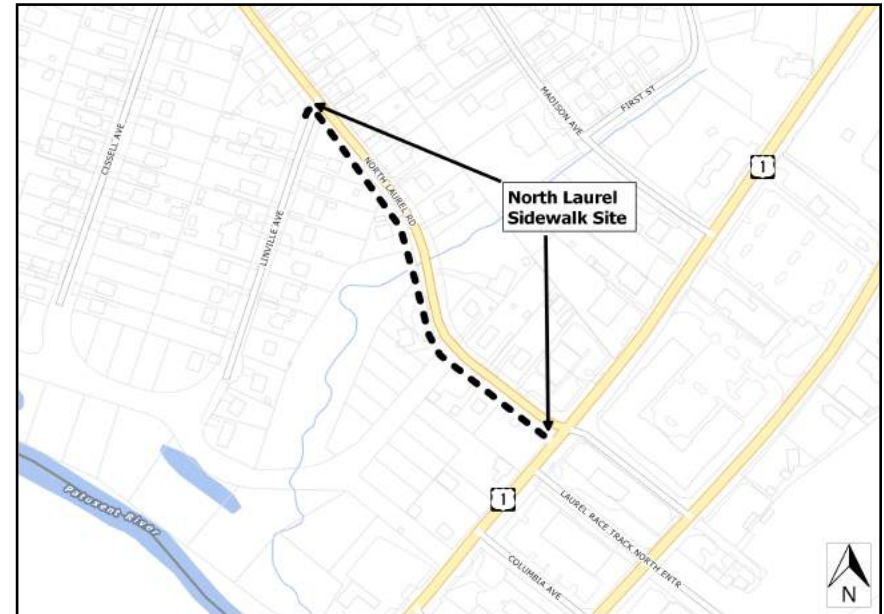 MADISON AVE
FIRST ST
CISSELL AVE
1
NORTH LAUREL RD
North Laurel
Sidewalk Site
LINVILLE AVE
Patuxent River
1
LAUREL RACE TRACK NORTH ENTR
COLUMBIA AVE
N